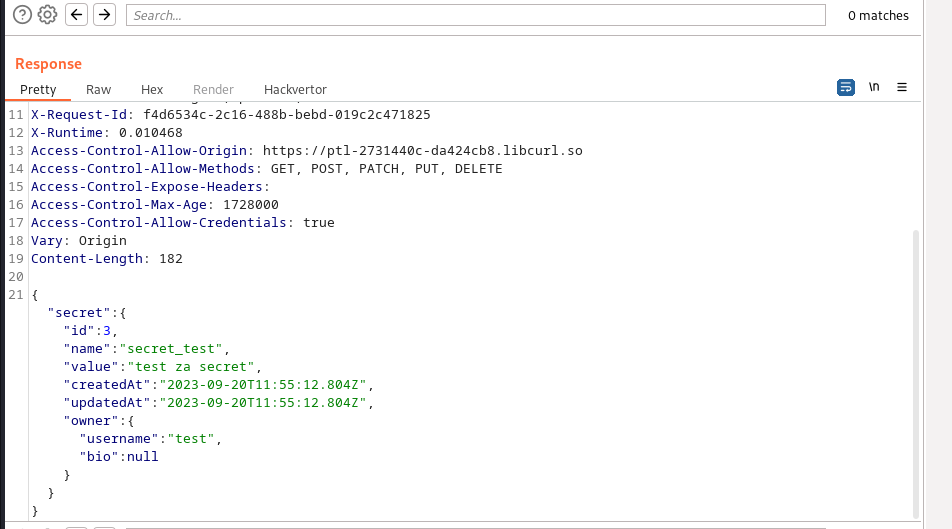 Search...
0 matches
Response
Pretty Raw Hex Render Hackvertor \n
11 X-Request-Id: f4d6534c-2c16-488b-bebd-019c2c471825
12 X-Runtime: 0.010468
13 Access-Control-Allow-Origin: https://ptl-2731440c-da424cb8.libcurl.so
14 Access-Control-Allow-Methods: GET, POST, PATCH, PUT, DELETE
15 Access-Control-Expose-Headers:
16 Access-Control-Max-Age: 1728000
17 Access-Control-Allow-Credentials: true
18 Vary: Origin
19 Content-Length: 182
20
21 {
"secret":{
"id":3,
"name":"secret_test",
"value":"test za secret",
"createdAt":"2023-09-20T11:55:12.804Z",
"updatedAt":"2023-09-20T11:55:12.804Z",
"owner":{
"username":"test",
"bio":null
}
}
}